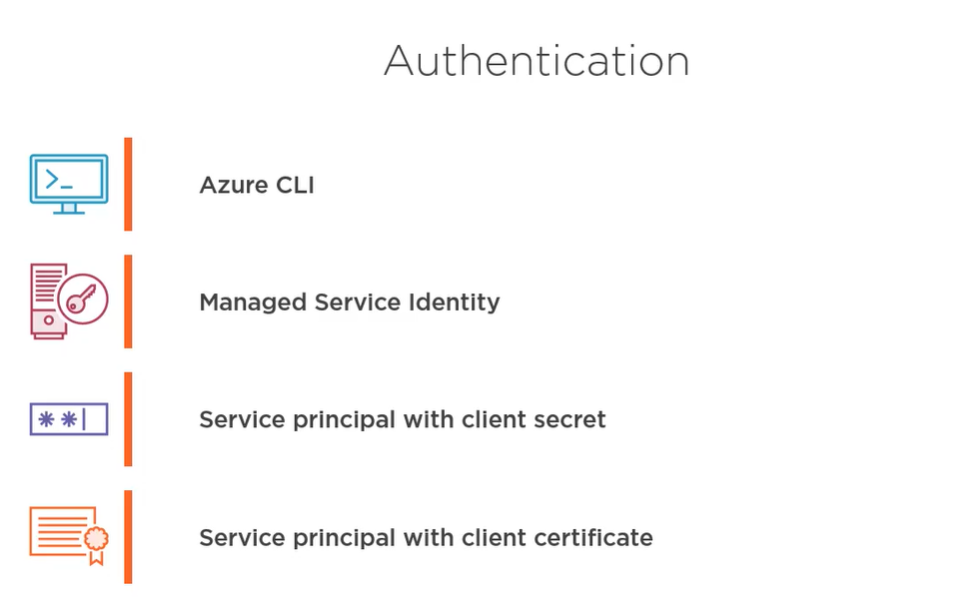 Authentication
>_
Azure CLI
Managed Service Identity
**|
Service principal with client secret
Service principal with client certificate